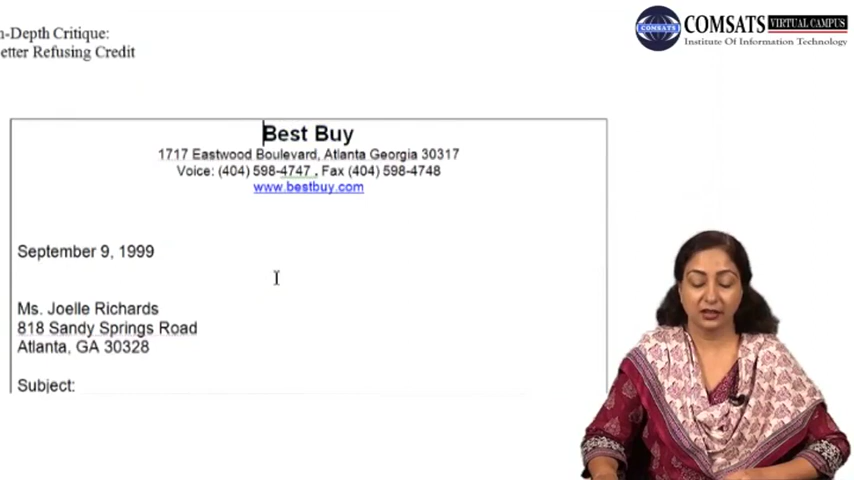 n-Depth Critique:
etter Refusing Credit
COMSATS VIRTUAL CAMPUS
Institute Of Information Technology
COMSATS
Best Buy
1717 Eastwood Boulevard, Atlanta Georgia 30317
Voice: (404) 598-4747 , Fax (404) 598-4748
www.bestbuy.com
September 9, 1999
Ms. Joelle Richards
818 Sandy Springs Road
Atlanta, GA 30328
Subject: